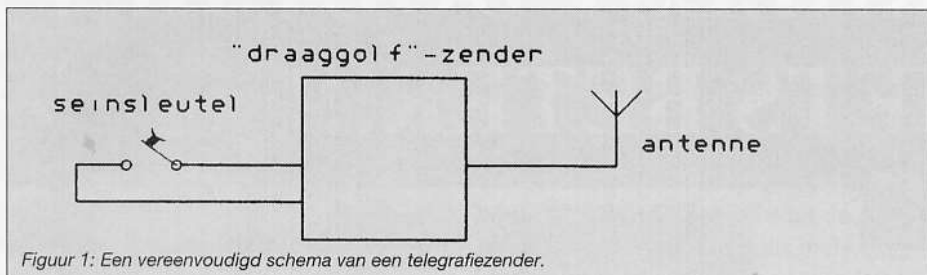 "draaggolf"-zender
seinsleutel
antenne
Figuur 1: Een vereenvoudigd schema van een telegrafiezender.